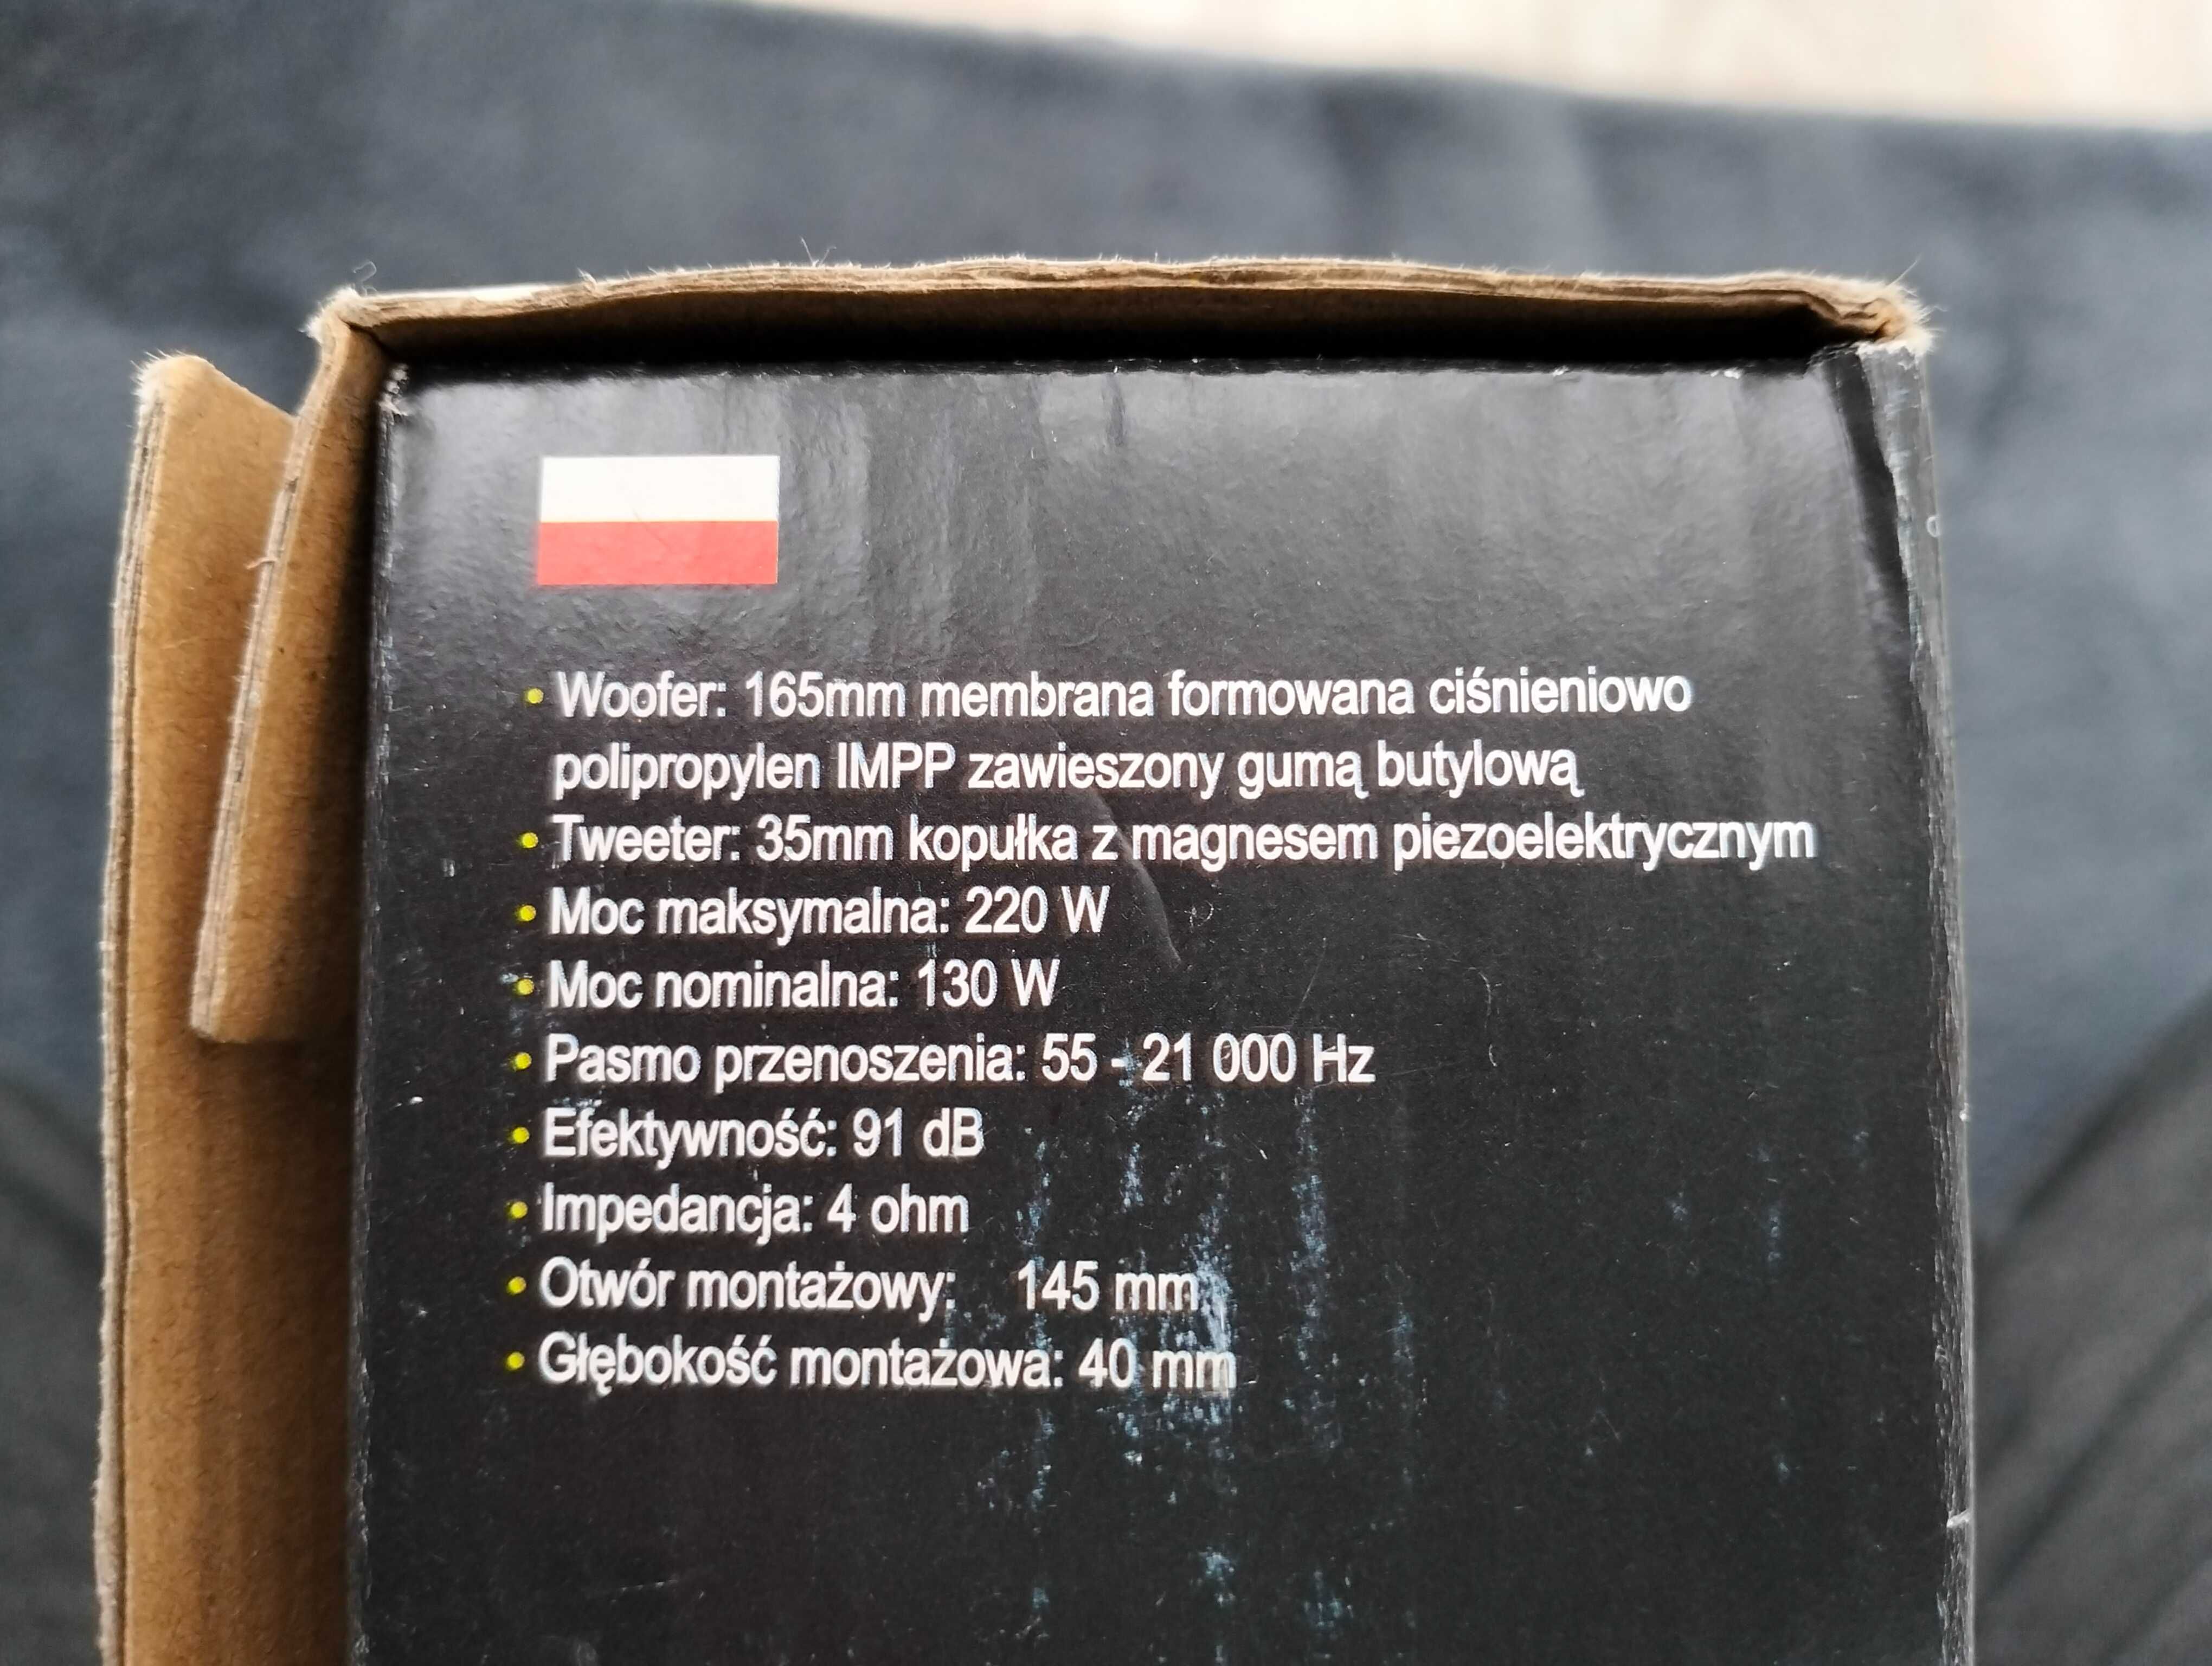 • Woofer: 165mm membrana formowana ciśnieniowo
polipropylen IMPP zawieszony gumą butylową
• Tweeter: 35mm kopułka z magnesem piezoelektrycznym
• Moc maksymalna: 220 W
• Moc nominalna: 130 W
• Pasmo przenoszenia: 55 - 21 000 Hz
• Efektywność: 91 dB
• Impedancja: 4 ohm
• Otwór montażowy: 145 mm
• Głębokość montażowa: 40 mm